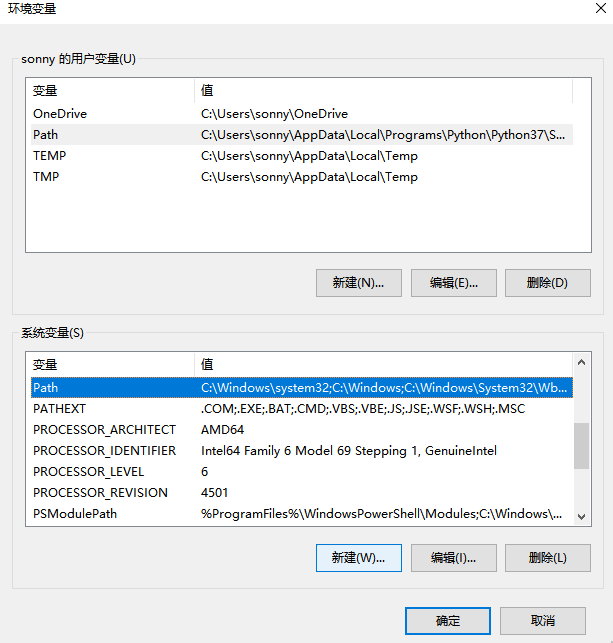 环境变量
sonny 的用户变量(U)
变量 值
OneDrive C:\Users\sonny\OneDrive
Path C:\Users\sonny\AppData\Local\Programs\Python\Python37\S...
TEMP C:\Users\sonny\AppData\Local\Temp
TMP C:\Users\sonny\AppData\Local\Temp
新建(N)... 编辑(E)... 删除(D)
系统变量(S)
变量 值
Path C:\Windows\system32;C:\Windows;C:\Windows\System32\Wb...
PATHEXT .COM;.EXE;.BAT;.CMD;.VBS;.VBE;.JS;.JSE;.WSF;.WSH;.MSC
PROCESSOR_ARCHITECT AMD64
PROCESSOR_IDENTIFIER Intel64 Family 6 Model 69 Stepping 1, GenuineIntel
PROCESSOR_LEVEL 6
PROCESSOR_REVISION 4501
PSModulePath %ProgramFiles%\WindowsPowerShell\Modules;C:\Windows\...
新建(W)... 编辑(I)... 删除(L)
确定 取消